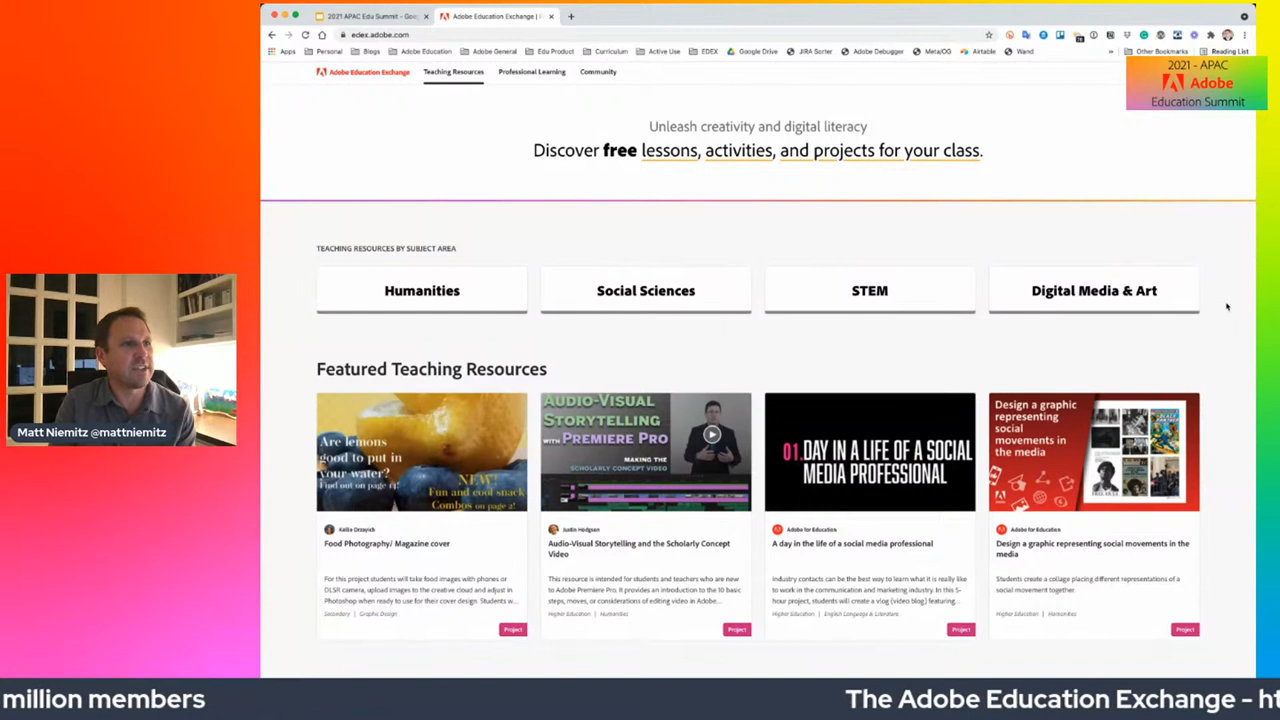 2021 APAC Edu Summit - Goo
Adobe Education Exchange | F
edex.adobe.com
Apps
Personal
Blogs
Adobe Education
Adobe General
Edu Product
Curriculum
Active Use
EDEX
Google Drive
JIRA Sorter
Adobe Debugger
Meta/OG
Airtable
Wand
Other Bookmarks
Reading List
Adobe Education Exchange
Teaching Resources
Professional Learning
Community
2021 - APAC
Adobe
Education Summit
Unleash creativity and digital literacy
Discover free lessons, activities, and projects for your class.
TEACHING RESOURCES BY SUBJECT AREA
Humanities
Social Sciences
STEM
Digital Media & Art
Featured Teaching Resources
Are lemons
good to put in
your water?
Find out on page 14!
NEW!
Fun and cool snack
Combos on page 2!
Kellie Orzayich
Food Photography/ Magazine cover
For this project students will take food images with phones or
DLSR camera, upload images to the creative cloud and adjust in
Photoshop when ready to use for their cover design. Students w...
Secondary | Graphic Design
Project
AUDIO-VISUAL
STORYTELLING
WITH PREMIERE PRO
MAKING THE
SCHOLARLY CONCEPT VIDEO
Justin Hodgson
Audio-Visual Storytelling and the Scholarly Concept
Video
This resource is intended for students and teachers who are new
to Adobe Premiere Pro. It provides an introduction to the 10 basic
steps, moves, or considerations of editing video in Adobe...
Higher Education | Humanities
Project
01. DAY IN A LIFE OF A SOCIAL
MEDIA PROFESSIONAL
Adobe for Education
A day in the life of a social media professional
Industry contacts can be the best way to learn what it is really like
to work in the communication and marketing industry. In this 5-
hour project, students will create a vlog (video blog) featuring...
Higher Education | English Language & Literature
Project
Design a graphic
representing
social
movements in
the media
FREE HUEY
Adobe for Education
Design a graphic representing social movements in the
media
Students create a collage placing different representations of a
social movement together.
Higher Education | Humanities
Project
Matt Niemitz @mattniemitz
million members
The Adobe Education Exchange - ht